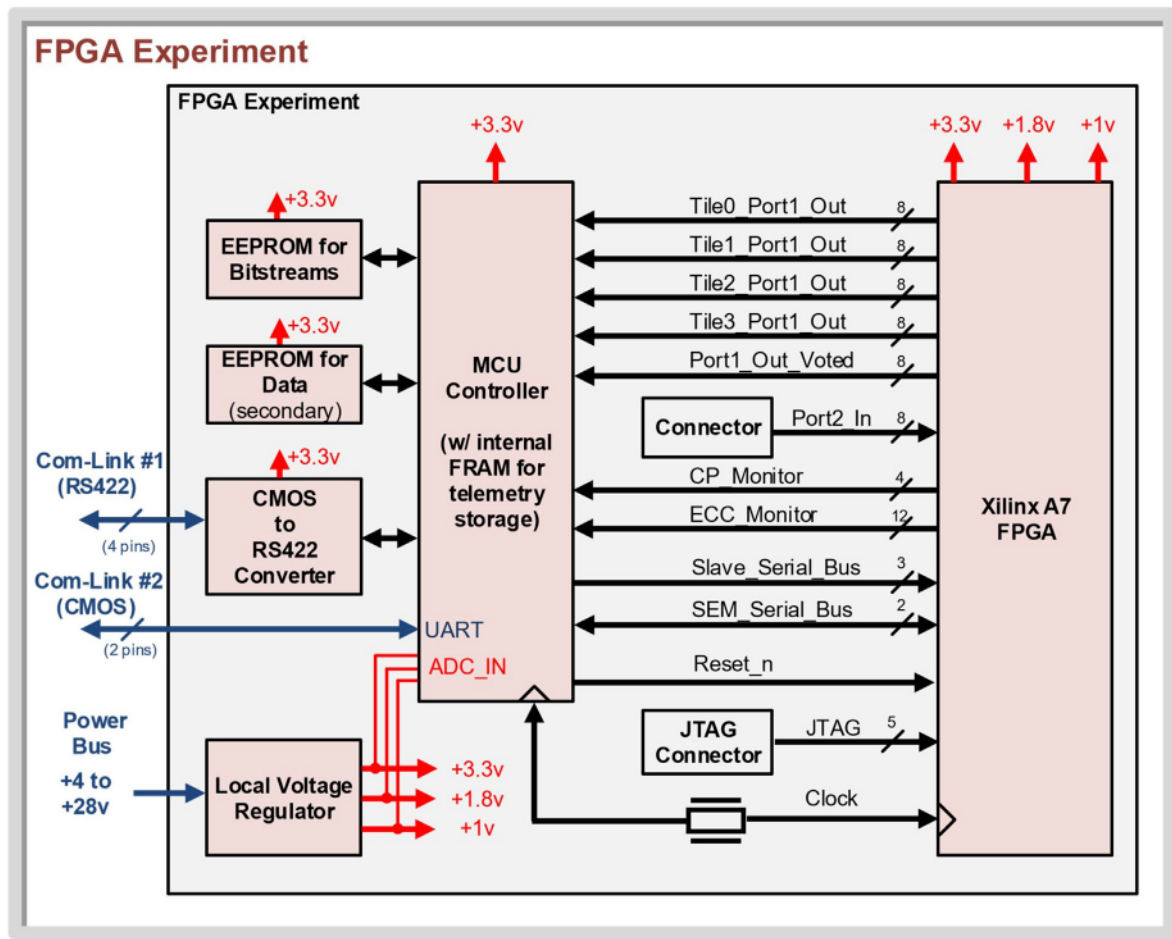 FPGA Experiment
FPGA Experiment
+3.3v
+3.3v
+1.8v
+1v
+3.3v
EEPROM for
Bitstreams
+3.3v
EEPROM for
Data
(secondary)
Com-Link #1
(RS422)
(4 pins)
+3.3v
CMOS
to
RS422
Converter
Com-Link #2
(CMOS)
(2 pins)
MCU
Controller
(w/ internal
FRAM for
telemetry
storage)
UART
ADC_IN
Power
Bus
+4 to
+28v
Local Voltage
Regulator
+3.3v
+1.8v
+1v
Tile0_Port1_Out 8
Tile1_Port1_Out 8
Tile2_Port1_Out 8
Tile3_Port1_Out 8
Port1_Out_Voted 8
Connector
Port2_In 8
CP_Monitor 4
ECC_Monitor 12
Slave_Serial_Bus 3
SEM_Serial_Bus 2
Reset_n
JTAG
Connector
JTAG 5
Clock
Xilinx A7
FPGA